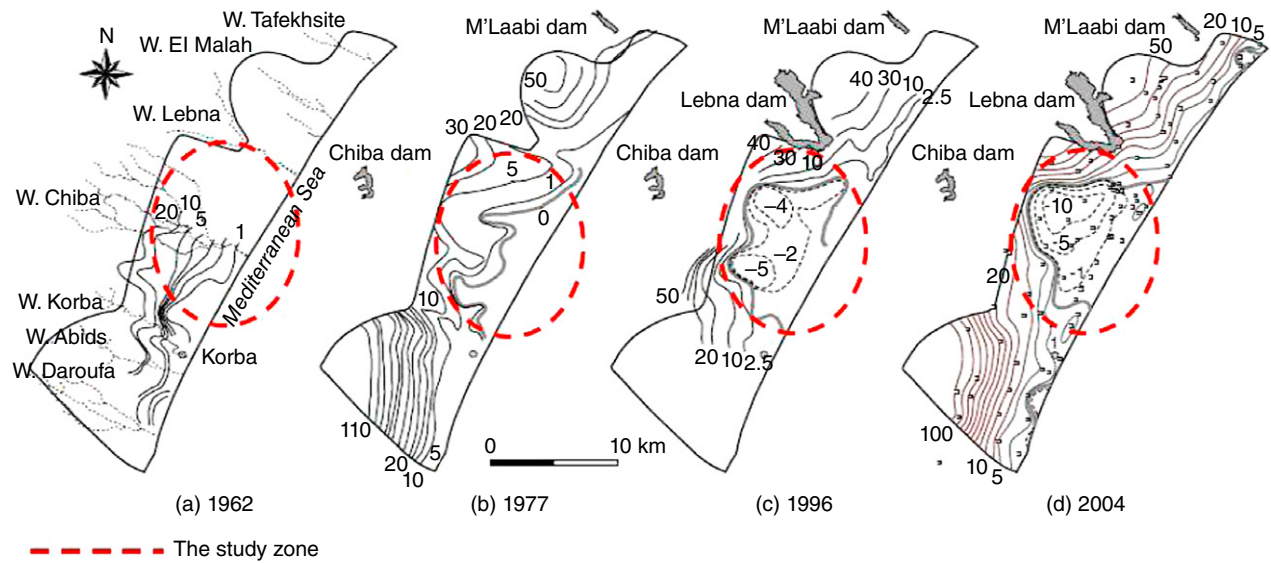 N
W. Tafekhsite
W. El Malah
W. Lebna
W. Chiba
20
10
5
1
Mediterranean Sea
W. Korba
W. Abids
W. Daroufa
Korba
(a) 1962
M'Laabi dam
50
30 20 20
Chiba dam
5
1
0
10
110
20
10
5
0 10 km
(b) 1977
M'Laabi dam
Lebna dam
40 30 10
2.5
40
30
10
Chiba dam
–4
–2
–5
50
20 10 2.5
(c) 1996
M'Laabi dam
20 10 5
50
Lebna dam
Chiba dam
10
5
1
20
1
100
10
5
(d) 2004
The study zone